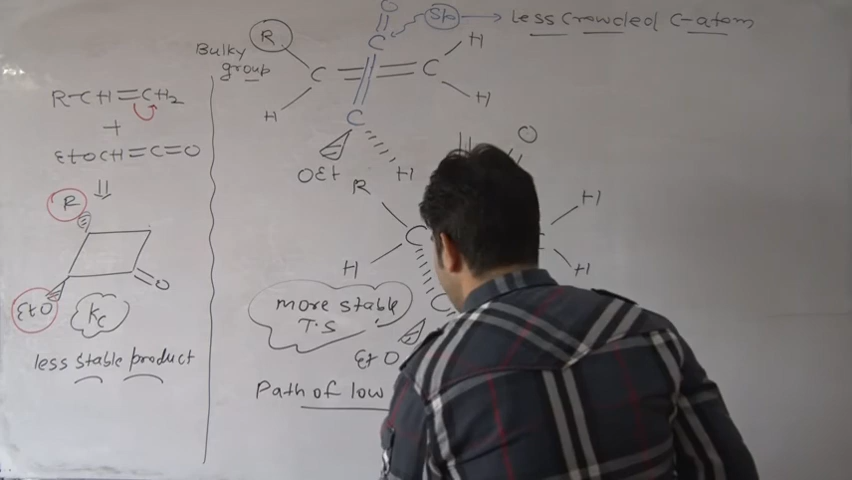 R-CH=CH2
+
EtOCH=C=O
R
EtO
O
Kc
less stable product
Bulky
group
R
C
H
C
H
H
O
C
Sp
less crowded C-atom
C
OEt
H
R
C
H
O
H
H
C
EtO
more stable
T.S
Path of low